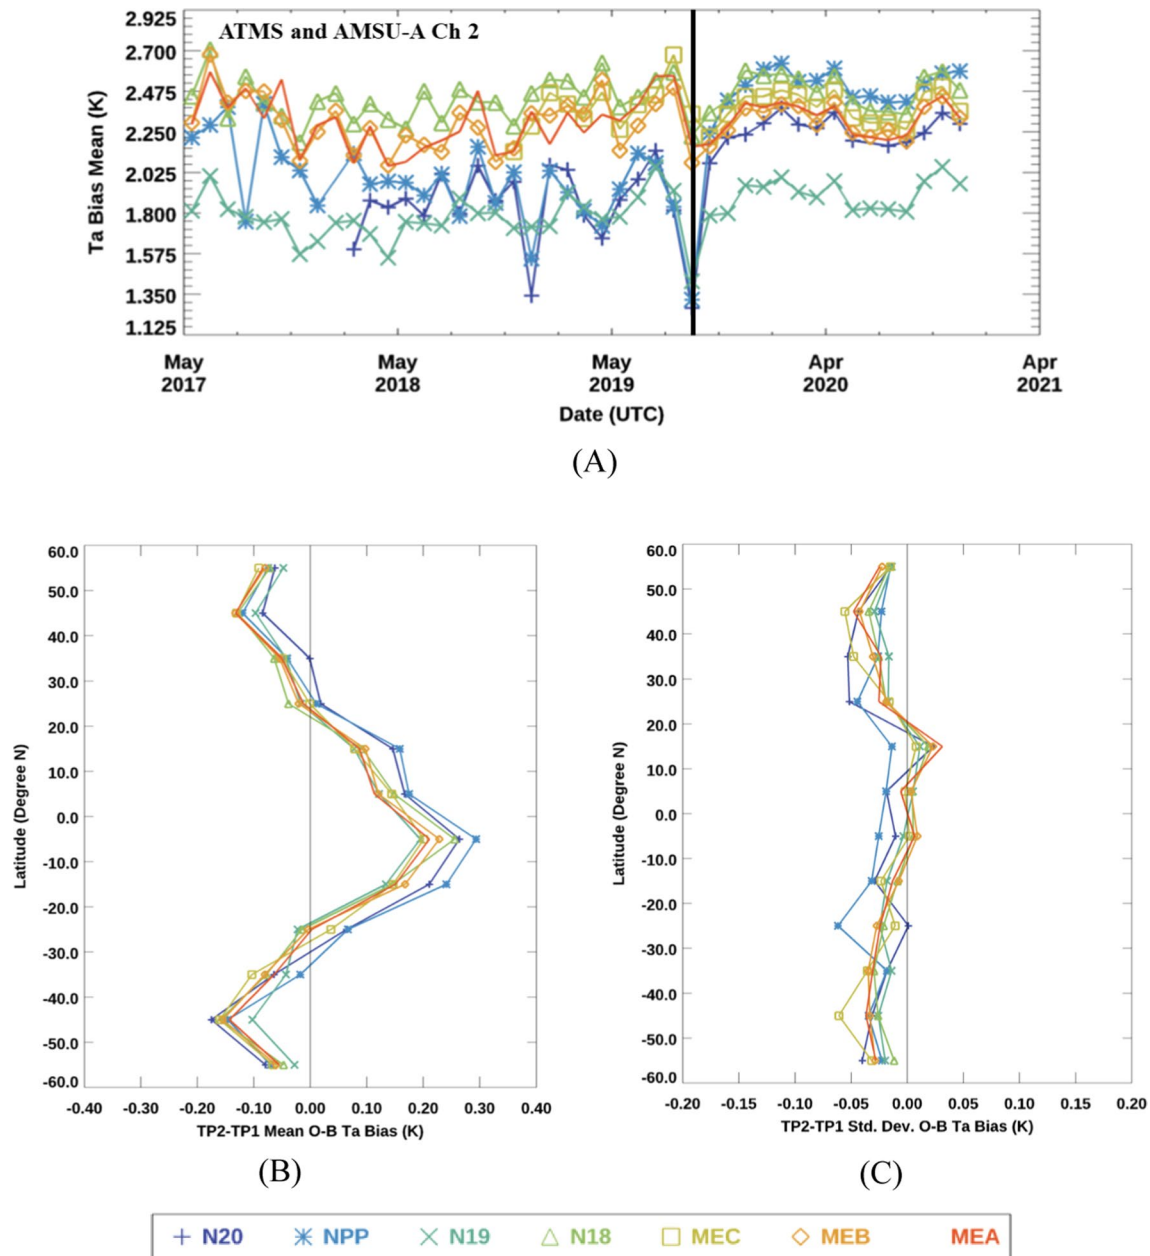 ATMS and AMSU-A Ch 2
Ta Bias Mean (K)
2.925
2.700
2.475
2.250
2.025
1.800
1.575
1.350
1.125
May May May Apr Apr
2017 2018 2019 2020 2021
Date (UTC)
(A)
Latitude (Degree N)
60.0
50.0
40.0
30.0
20.0
10.0
0.0
-10.0
-20.0
-30.0
-40.0
-50.0
-60.0
-0.40 -0.30 -0.20 -0.10 0.00 0.10 0.20 0.30 0.40
TP2-TP1 Mean O-B Ta Bias (K)
(B)
Latitude (Degree N)
60.0
50.0
40.0
30.0
20.0
10.0
0.0
-10.0
-20.0
-30.0
-40.0
-50.0
-60.0
-0.20 -0.15 -0.10 -0.05 0.00 0.05 0.10 0.15 0.20
TP2-TP1 Std. Dev. O-B Ta Bias (K)
(C)
N20 NPP N19 N18 MEC MEB MEA